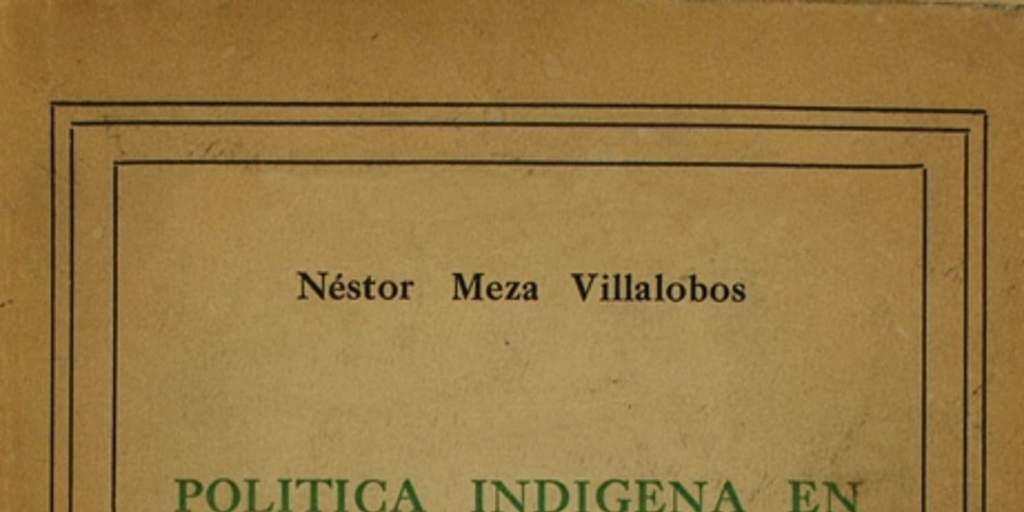 Néstor Meza Villalobos
POLITICA INDIGENA EN